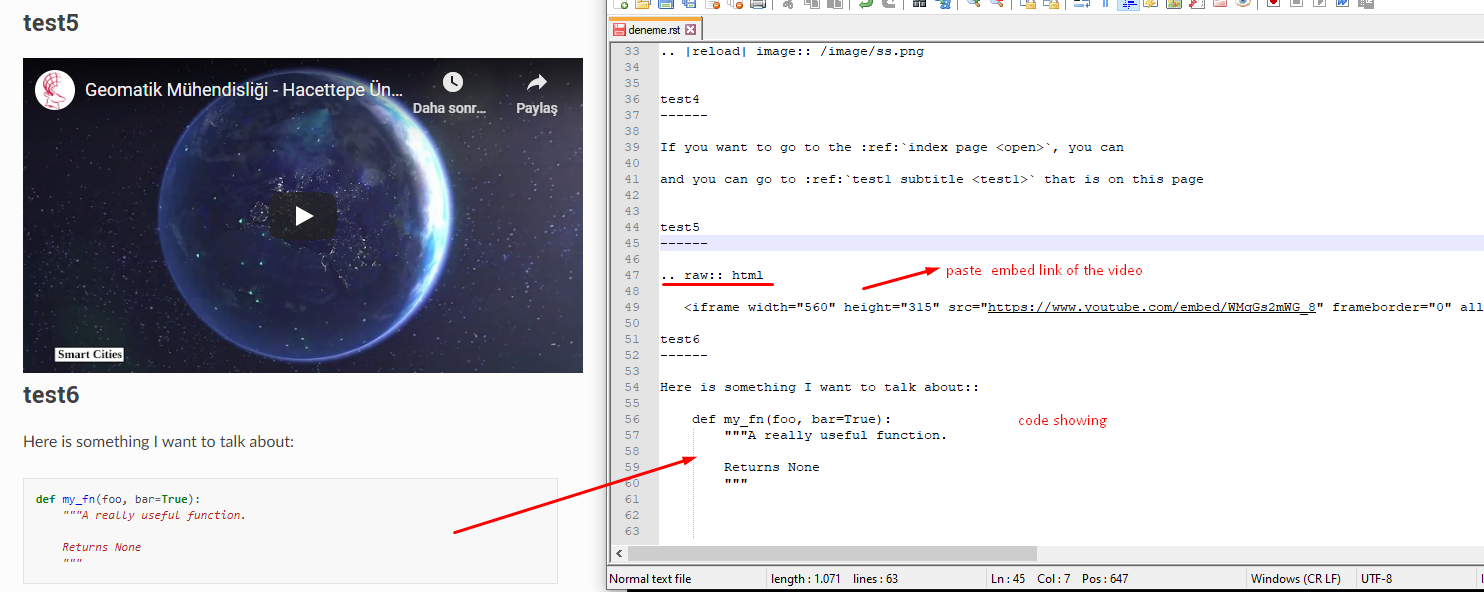 test5
Geomatik Mühendisliği - Hacettepe Ün...
Daha sonr...
Paylaş
Smart Cities
test6
Here is something I want to talk about:
def my_fn(foo, bar=True):
"""A really useful function.
Returns None
"""
deneme.rst
33 .. |reload| image:: /image/ss.png
34
35
36 test4
37 ------
38
39 If you want to go to the :ref:`index page <open>`, you can
40
41 and you can go to :ref:`test1 subtitle <test1>` that is on this page
42
43
44 test5
45 ------
46
47 .. raw:: html
paste embed link of the video
48
49 <iframe width="560" height="315" src="https://www.youtube.com/embed/WMqGs2mWG_8" frameborder="0" all
50
51 test6
52 ------
53
54 Here is something I want to talk about::
55
56 def my_fn(foo, bar=True):
code showing
57 """A really useful function.
58
59 Returns None
60 """
61
62
63
Normal text file
length : 1.071 lines : 63
Ln : 45 Col : 7 Pos : 647
Windows (CR LF)
UTF-8